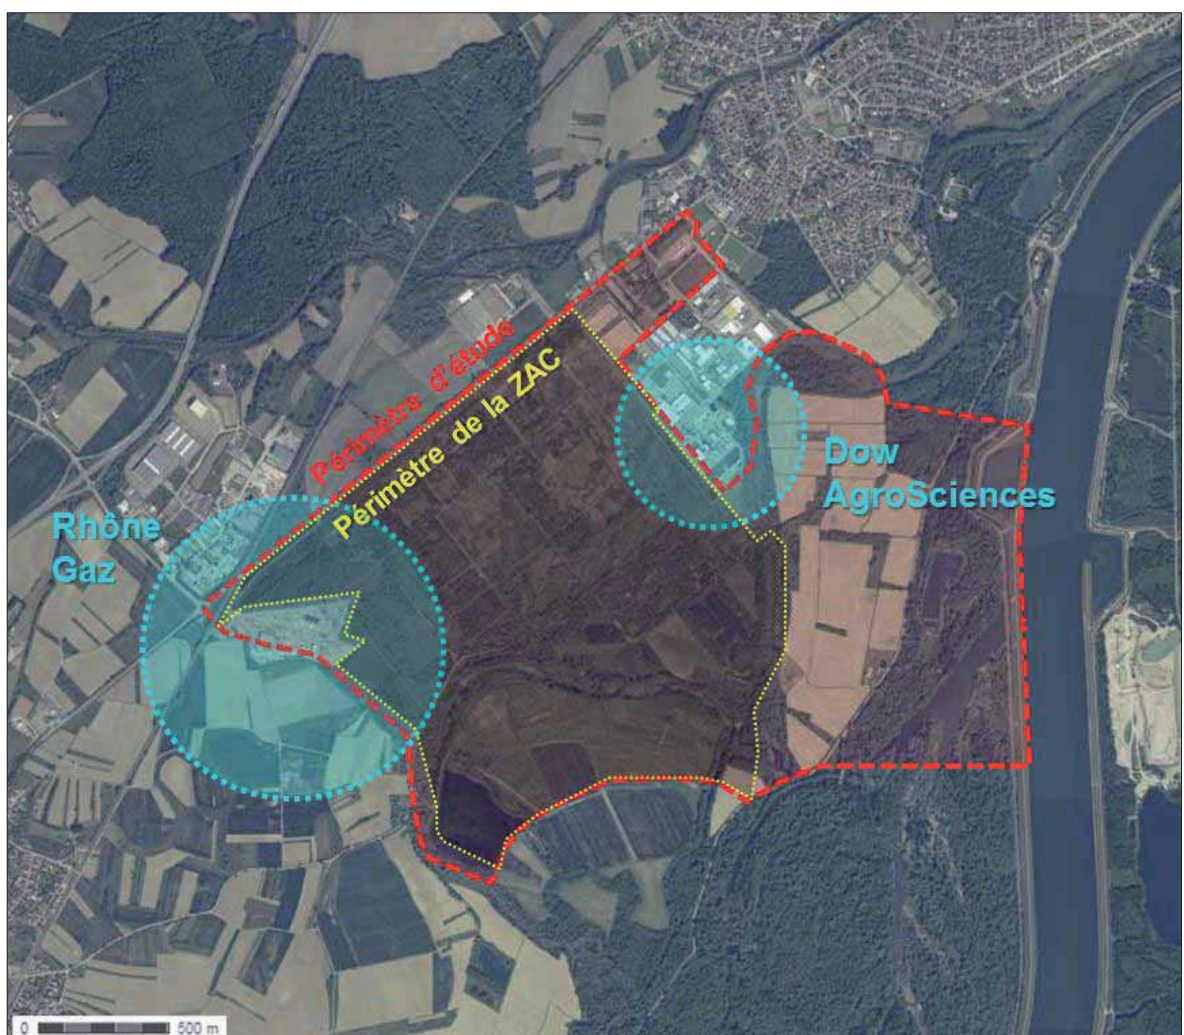 Périmètre d'étude
Périmètre de la ZAC
Dow
AgroSciences
Rhône
Gaz
0 500 m